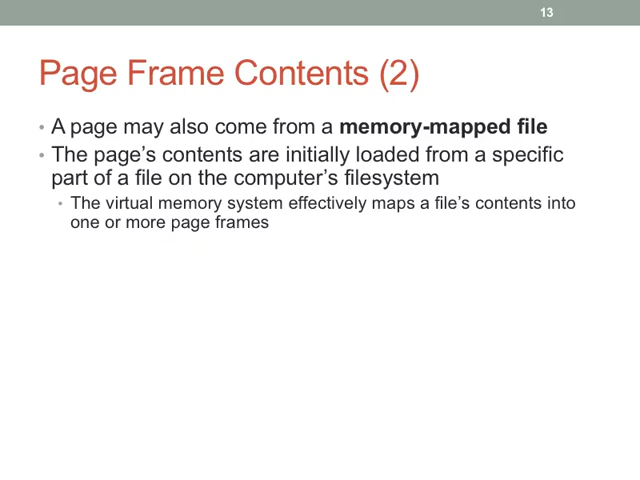 13
Page Frame Contents (2)
• A page may also come from a memory-mapped file
• The page’s contents are initially loaded from a specific
part of a file on the computer’s filesystem
• The virtual memory system effectively maps a file’s contents into
one or more page frames